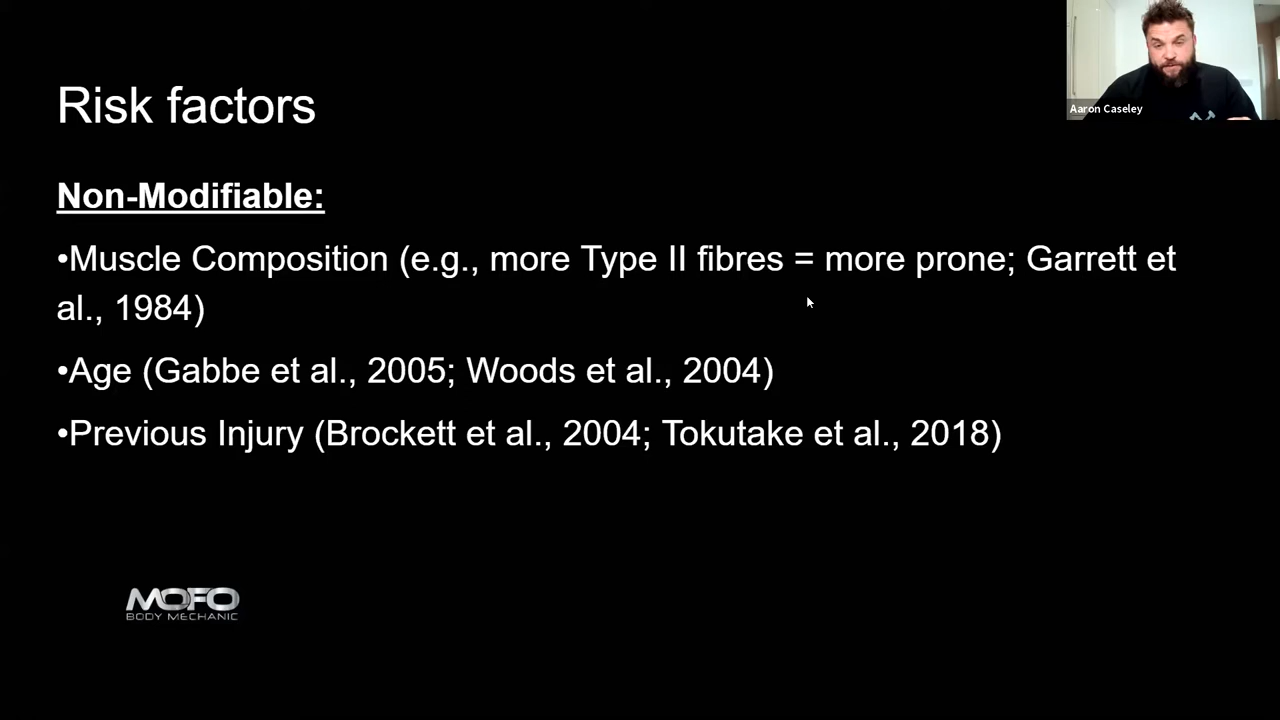 Aaron Caseley
Risk factors
Non-Modifiable:
•Muscle Composition (e.g., more Type II fibres = more prone; Garrett et
al., 1984)
•Age (Gabbe et al., 2005; Woods et al., 2004)
•Previous Injury (Brockett et al., 2004; Tokutake et al., 2018)
MOFO
BODY MECHANIC